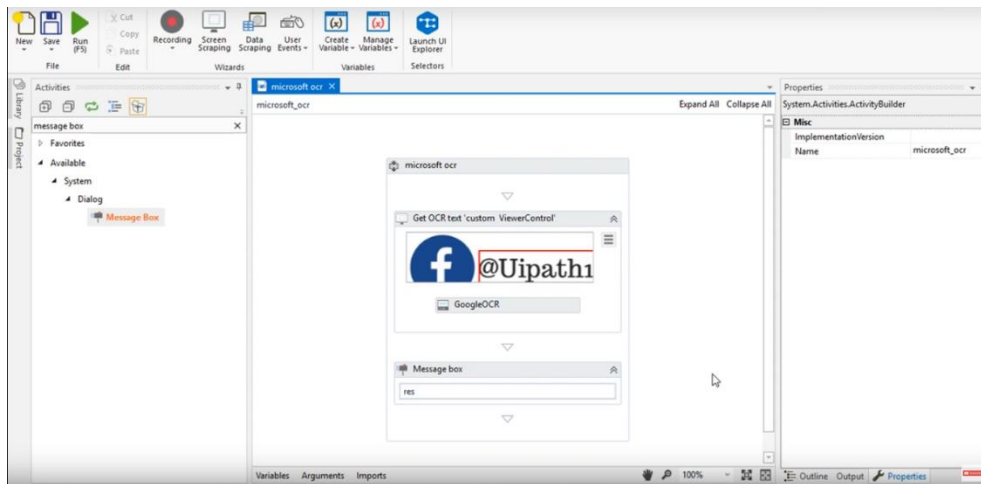 New
Save
Run
(F5)
Cut
Copy
Paste
Recording
Screen
Scraping
Data
Scraping
User
Events
Create
Variable
Manage
Variables
Launch UI
Explorer
File
Edit
Wizards
Variables
Selectors
Library
Project
Activities
message box
Favorites
Available
System
Dialog
Message Box
microsoft ocr
microsoft_ocr
Expand All Collapse All
microsoft ocr
Get OCR text 'custom ViewerControl'
@Uipath1
GoogleOCR
Message box
res
Variables Arguments Imports
100%
Properties
System.Activities.ActivityBuilder
Misc
ImplementationVersion
Name microsoft_ocr
Outline Output Properties